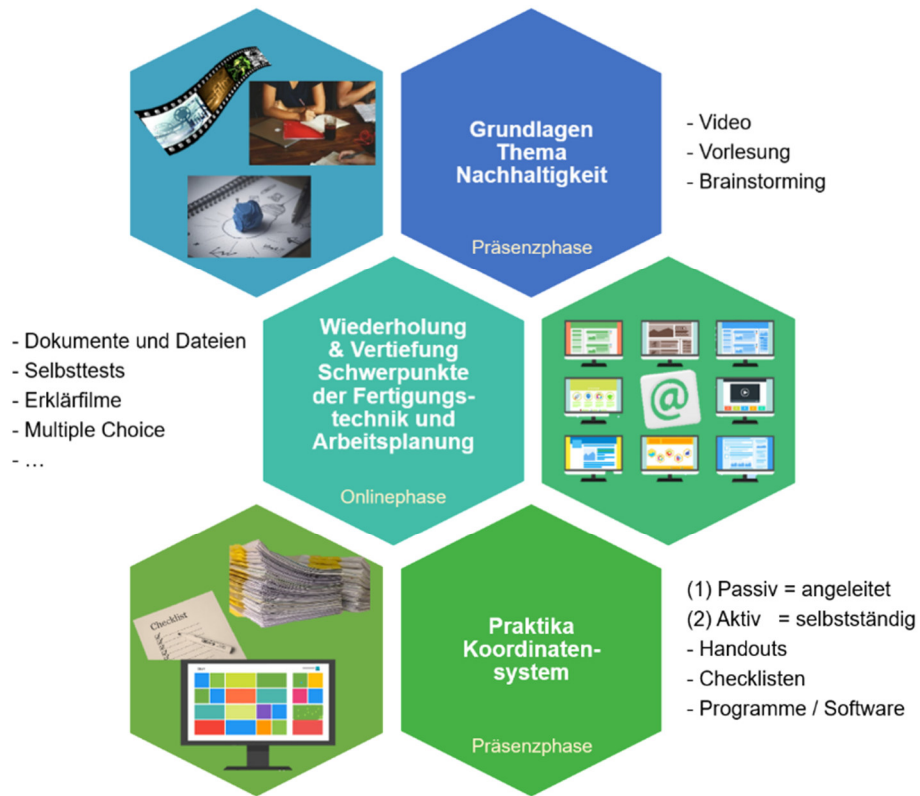 Grundlagen
Thema
Nachhaltigkeit
Präsenzphase
- Video
- Vorlesung
- Brainstorming
- Dokumente und Dateien
- Selbsttests
- Erklärfilme
- Multiple Choice
- ...
Wiederholung
& Vertiefung
Schwerpunkte
der Fertigungs-
technik und
Arbeitsplanung
Onlinephase
@
Checklist
Praktika
Koordinaten-
system
Präsenzphase
(1) Passiv = angeleitet
(2) Aktiv = selbstständig
- Handouts
- Checklisten
- Programme / Software